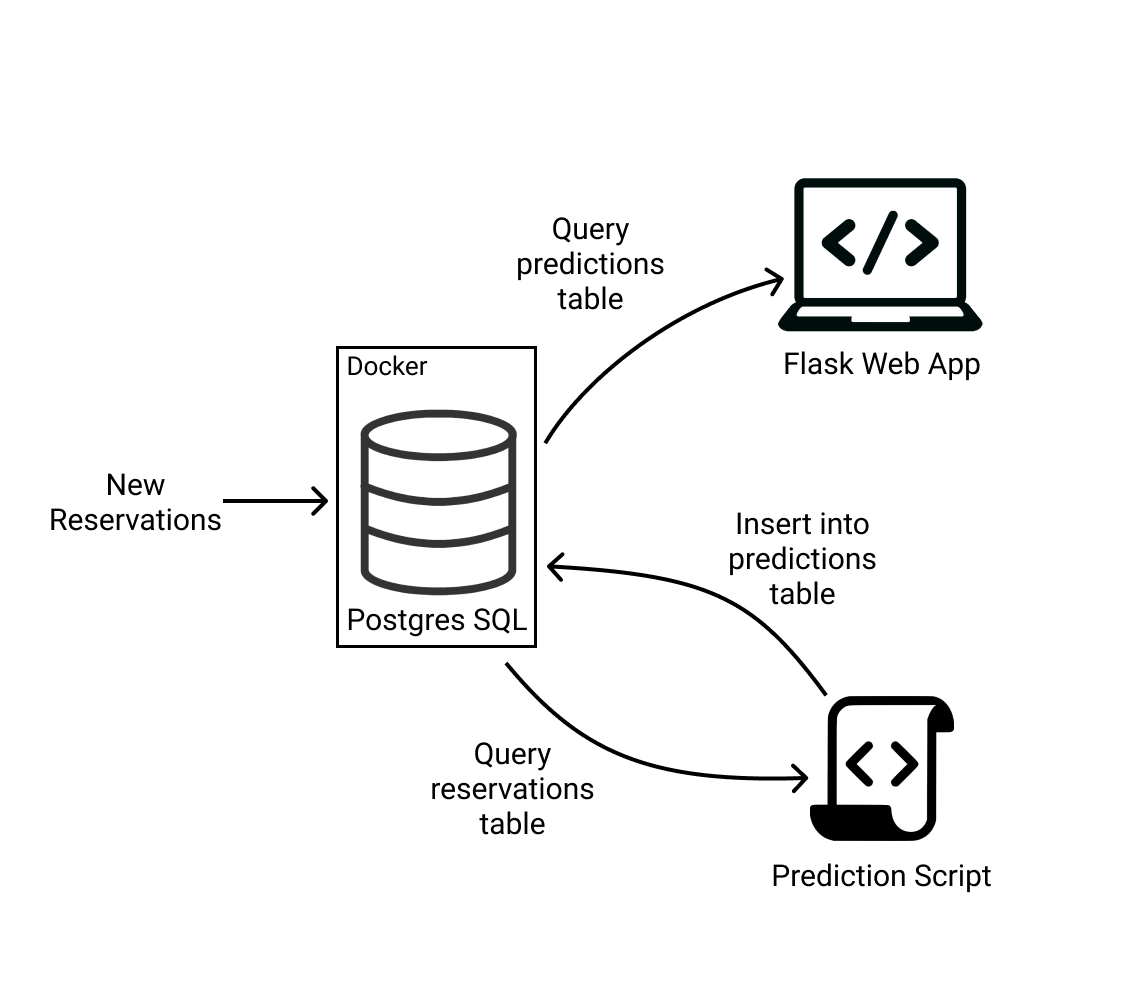 Query
predictions
table
Flask Web App
Docker
Postgres SQL
New
Reservations
Insert into
predictions
table
Query
reservations
table
Prediction Script